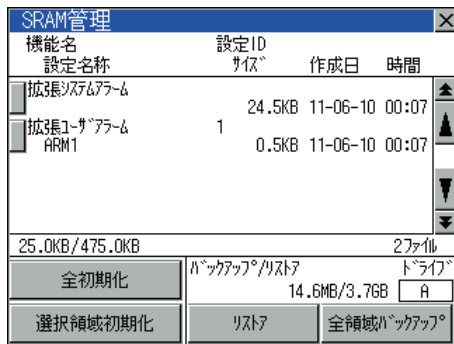 SRAM管理
機能名 設定ID
設定名称 ｻｲｽﾞ 作成日 時間
拡張ｼｽﾃﾑｱﾗｰﾑ
24.5KB 11-06-10 00:07
拡張ﾕｰｻﾞｱﾗｰﾑ 1
ARM1 0.5KB 11-06-10 00:07
25.0KB/475.0KB 2ﾌｧｲﾙ
全初期化 ﾊﾞｯｸｱｯﾌﾟ/ﾘｽﾄｱ ﾄﾞﾗｲﾌﾞ
14.6MB/3.7GB A
選択領域初期化 ﾘｽﾄｱ 全領域ﾊﾞｯｸｱｯﾌﾟ